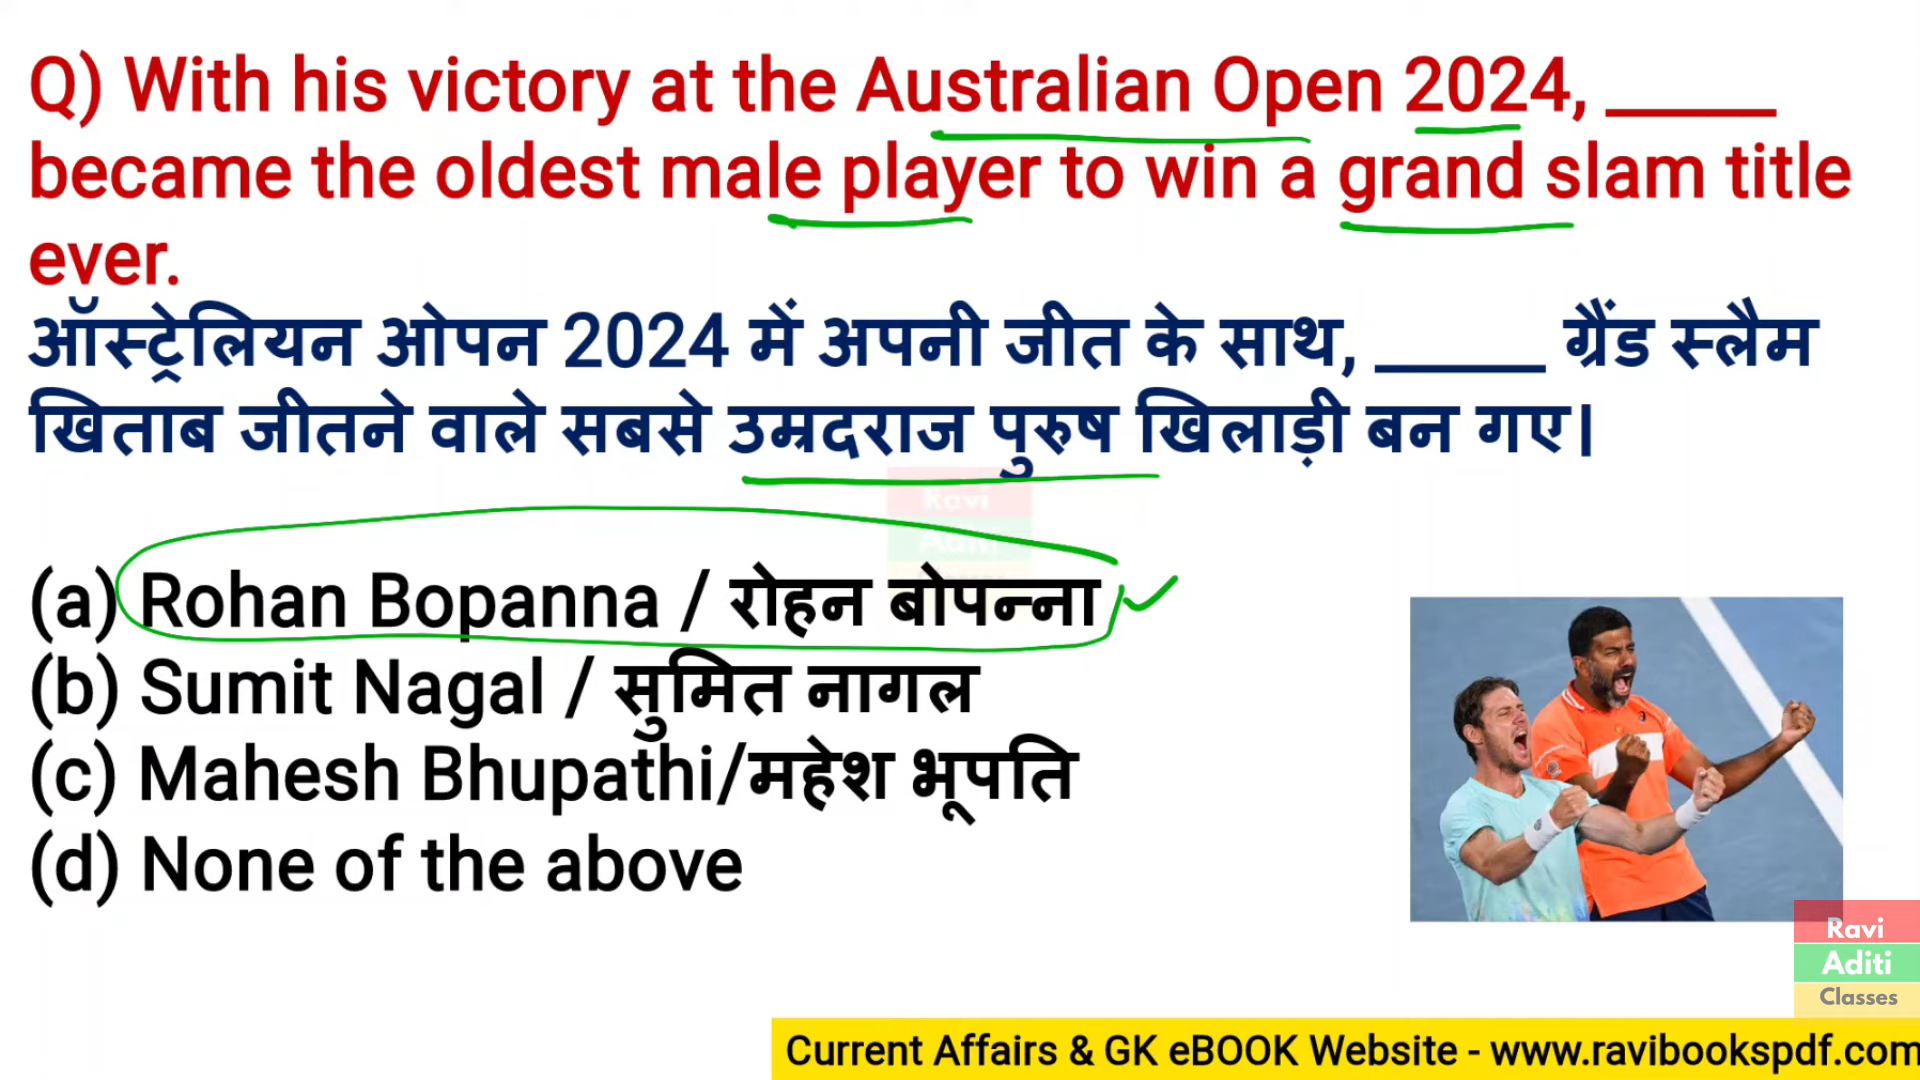 Q) With his victory at the Australian Open 2024, _____
became the oldest male player to win a grand slam title
ever.
ऑस्ट्रेलियन ओपन 2024 में अपनी जीत के साथ, _____ ग्रैंड स्लैम
खिताब जीतने वाले सबसे उम्रदराज पुरुष खिलाड़ी बन गए।
(a) Rohan Bopanna / रोहन बोपन्ना
(b) Sumit Nagal / सुमित नागल
(c) Mahesh Bhupathi/महेश भूपति
(d) None of the above
Ravi
Aditi
Classes
Ravi
Aditi
Classes
Current Affairs & GK eBOOK Website - www.ravibookspdf.com